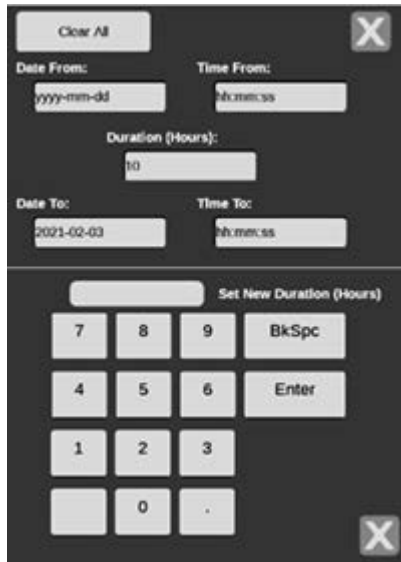 Clear All
X
Date From: Time From:
yyyy-mm-dd hh:mm:ss
Duration (Hours):
10
Date To: Time To:
2021-02-03 hh:mm:ss
Set New Duration (Hours)
7 8 9 BkSpc
4 5 6 Enter
1 2 3
0 .
X